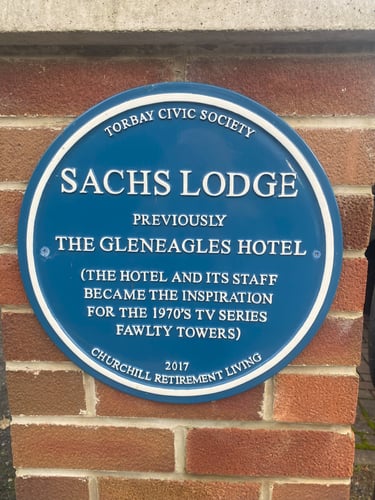 TORBAY CIVIC SOCIETY
SACHS LODGE
PREVIOUSLY
THE GLENEAGLES HOTEL
(THE HOTEL AND ITS STAFF
BECAME THE INSPIRATION
FOR THE 1970'S TV SERIES
FAWLTY TOWERS)
2017
CHURCHILL RETIREMENT LIVING